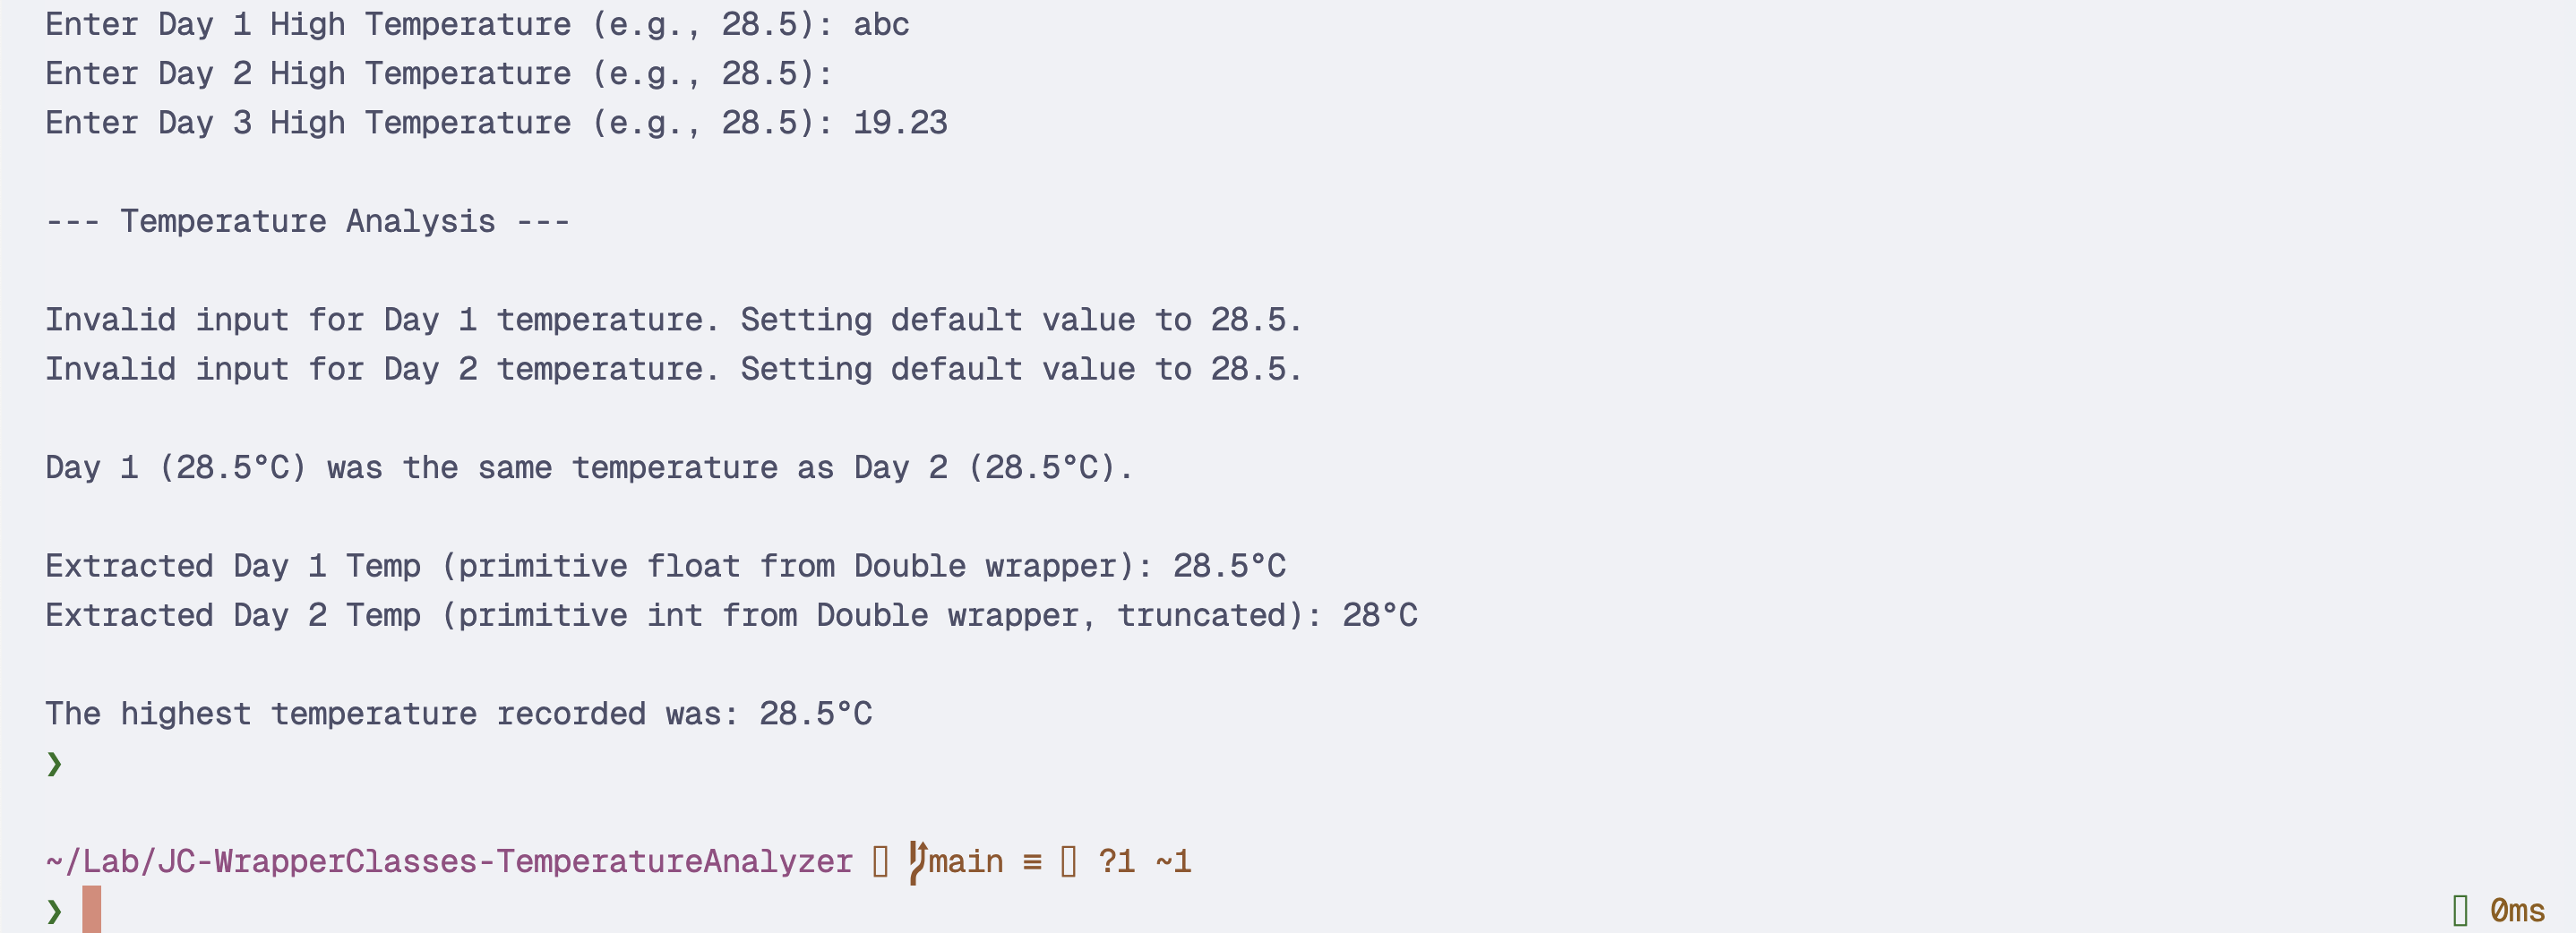 Enter Day 1 High Temperature (e.g., 28.5): abc
Enter Day 2 High Temperature (e.g., 28.5):
Enter Day 3 High Temperature (e.g., 28.5): 19.23
--- Temperature Analysis ---
Invalid input for Day 1 temperature. Setting default value to 28.5.
Invalid input for Day 2 temperature. Setting default value to 28.5.
Day 1 (28.5°C) was the same temperature as Day 2 (28.5°C).
Extracted Day 1 Temp (primitive float from Double wrapper): 28.5°C
Extracted Day 2 Temp (primitive int from Double wrapper, truncated): 28°C
The highest temperature recorded was: 28.5°C
❯
~/Lab/JC-WrapperClasses-TemperatureAnalyzer ▯ main ≡ ▯ ?1 ~1
❯ ▯ 0ms